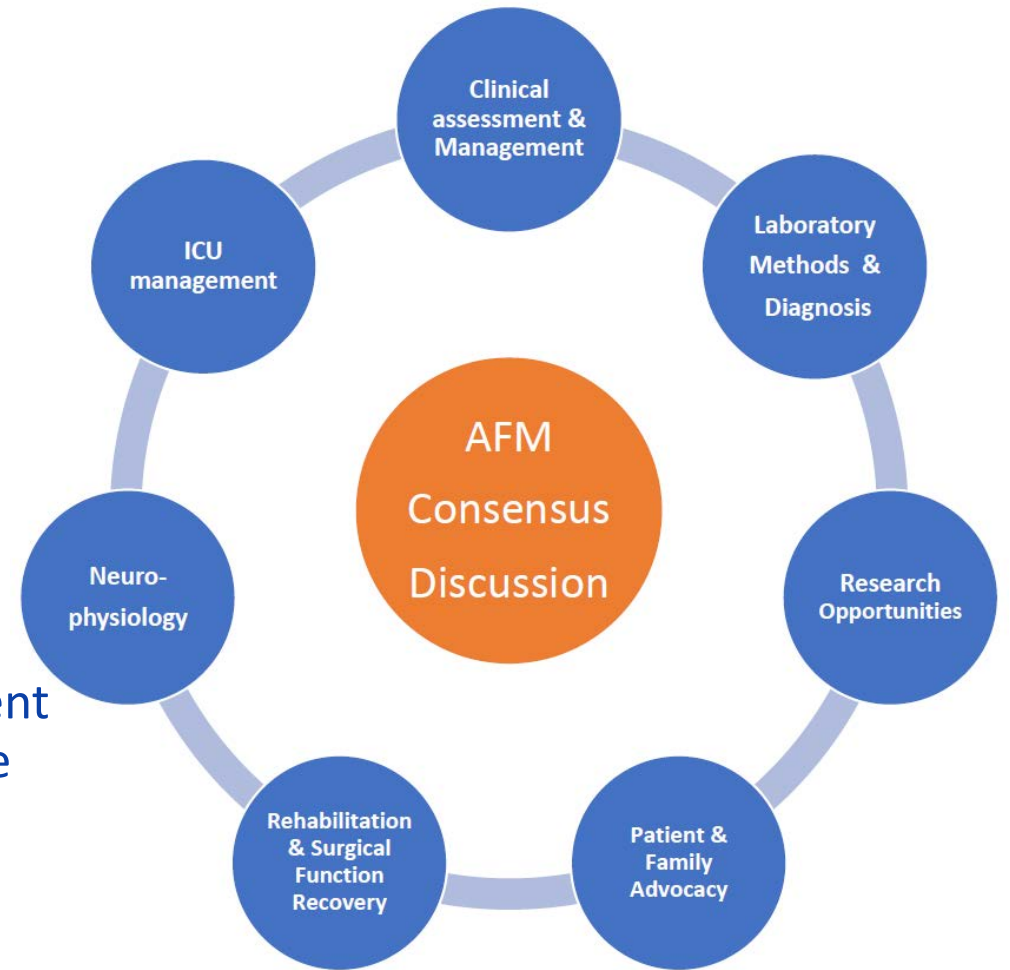 Clinical
assessment &
Management
Laboratory
Methods &
Diagnosis
Research
Opportunities
Patient &
Family
Advocacy
Rehabilitation
& Surgical
Function
Recovery
Neuro-
physiology
ICU
management
AFM
Consensus
Discussion